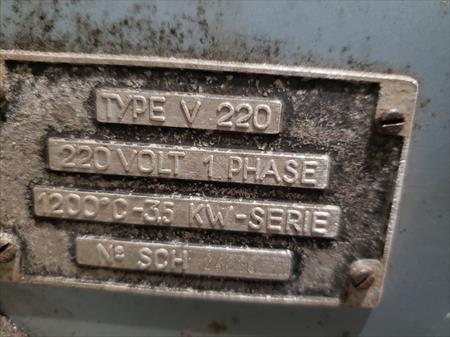 TYPE V 220
220 VOLT 1 PHASE
1200°C-3.5 KW-SERIE
Nº SCH